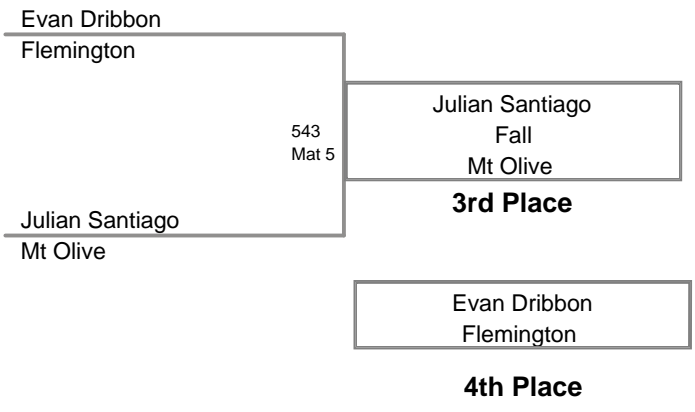 Evan Dribbon
Flemington
543
Mat 5
Julian Santiago
Fall
Mt Olive
3rd Place
Julian Santiago
Mt Olive
Evan Dribbon
Flemington
4th Place